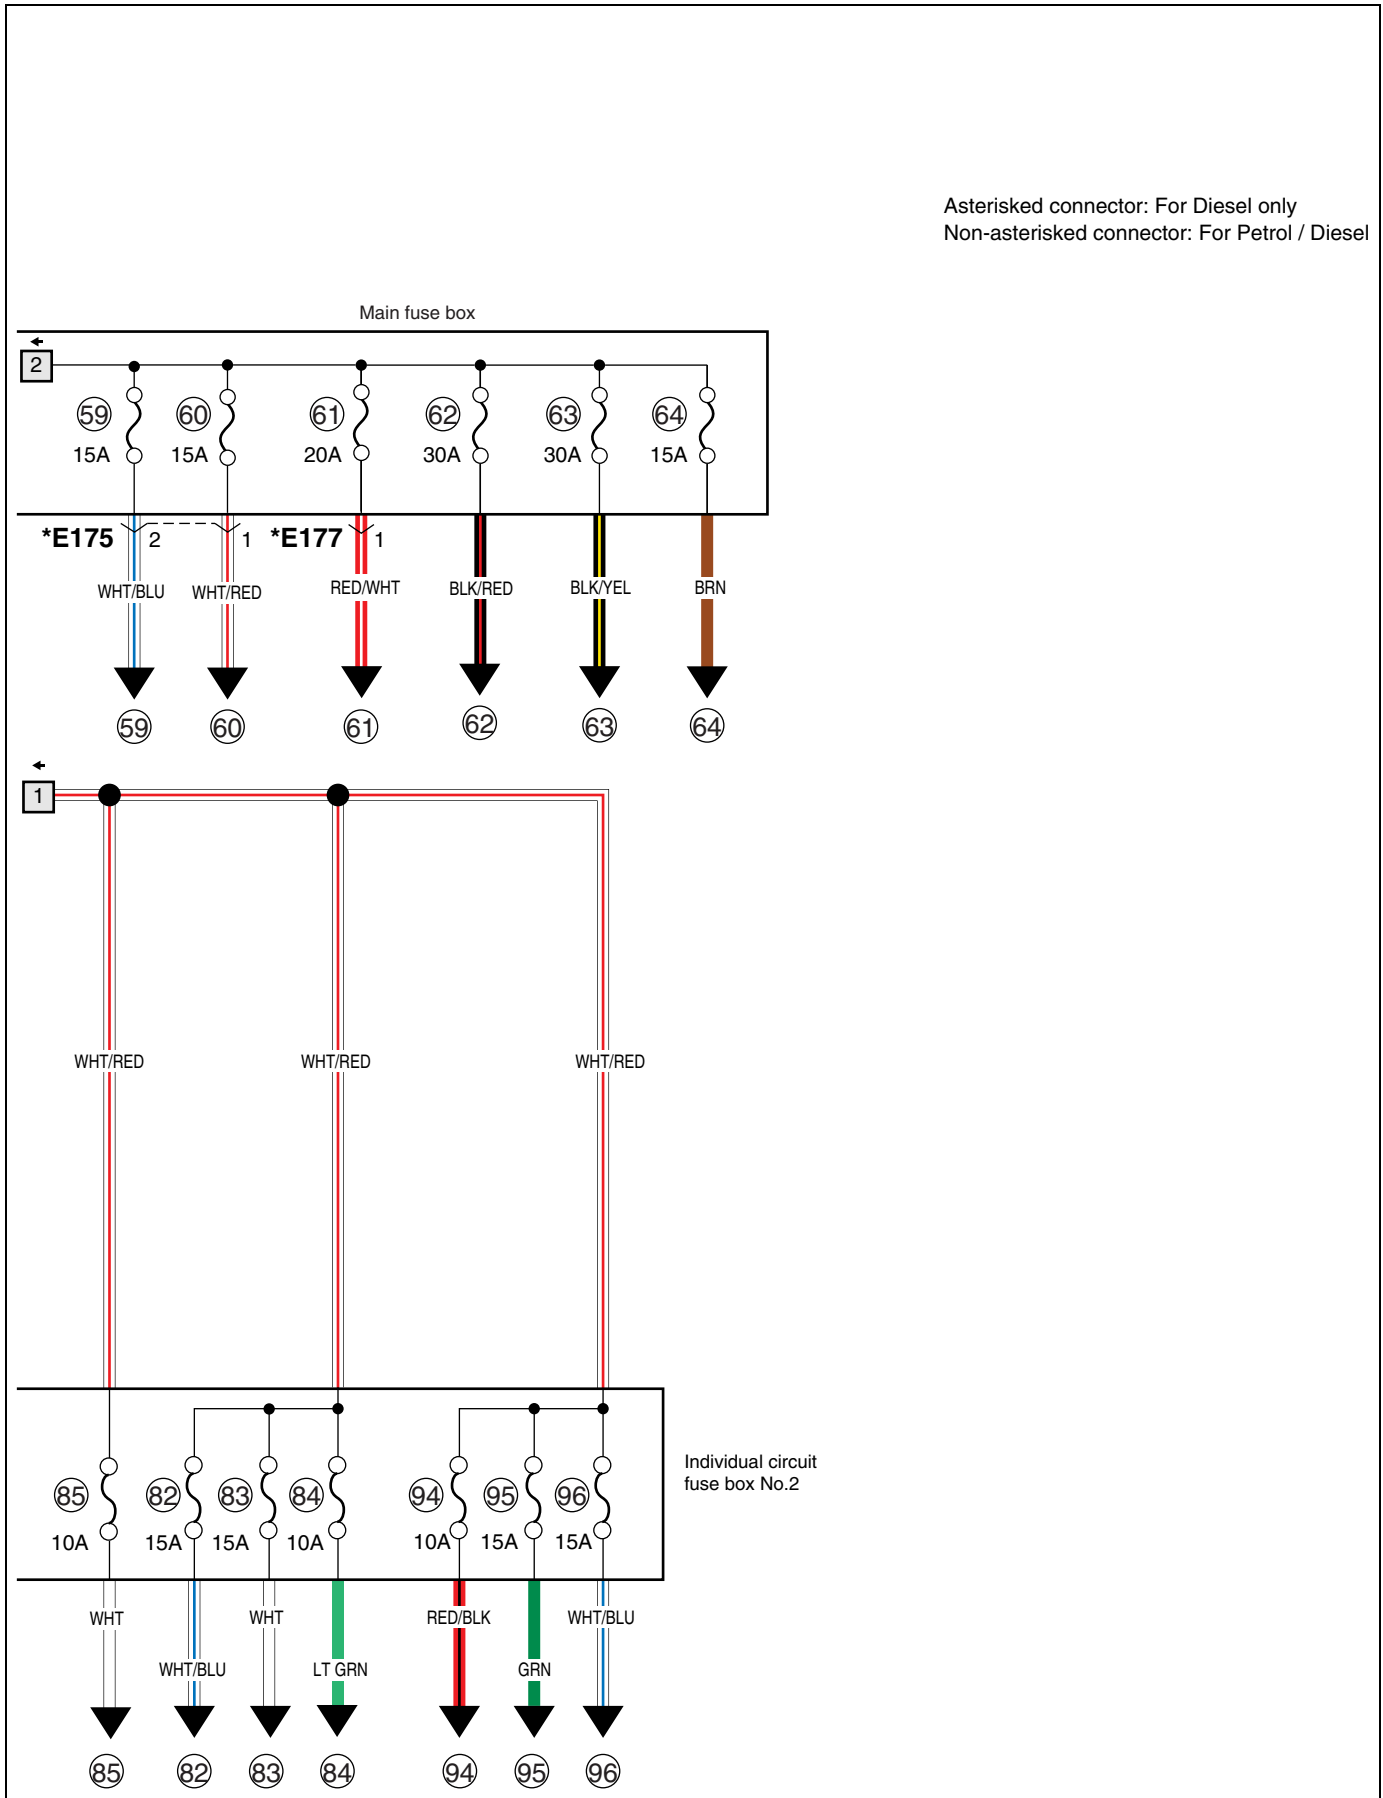 Asterisked connector: For Diesel only
Non-asterisked connector: For Petrol / Diesel
Main fuse box
2
59 60 61 62 63 64
15A 15A 20A 30A 30A 15A
*E175 2 1 *E177 1
WHT/BLU WHT/RED RED/WHT BLK/RED BLK/YEL BRN
59 60 61 62 63 64
1
WHT/RED WHT/RED WHT/RED
Individual circuit
fuse box No.2
85 82 83 84 94 95 96
10A 15A 15A 10A 10A 15A 15A
WHT WHT RED/BLK WHT/BLU
WHT/BLU LT GRN GRN
85 82 83 84 94 95 96